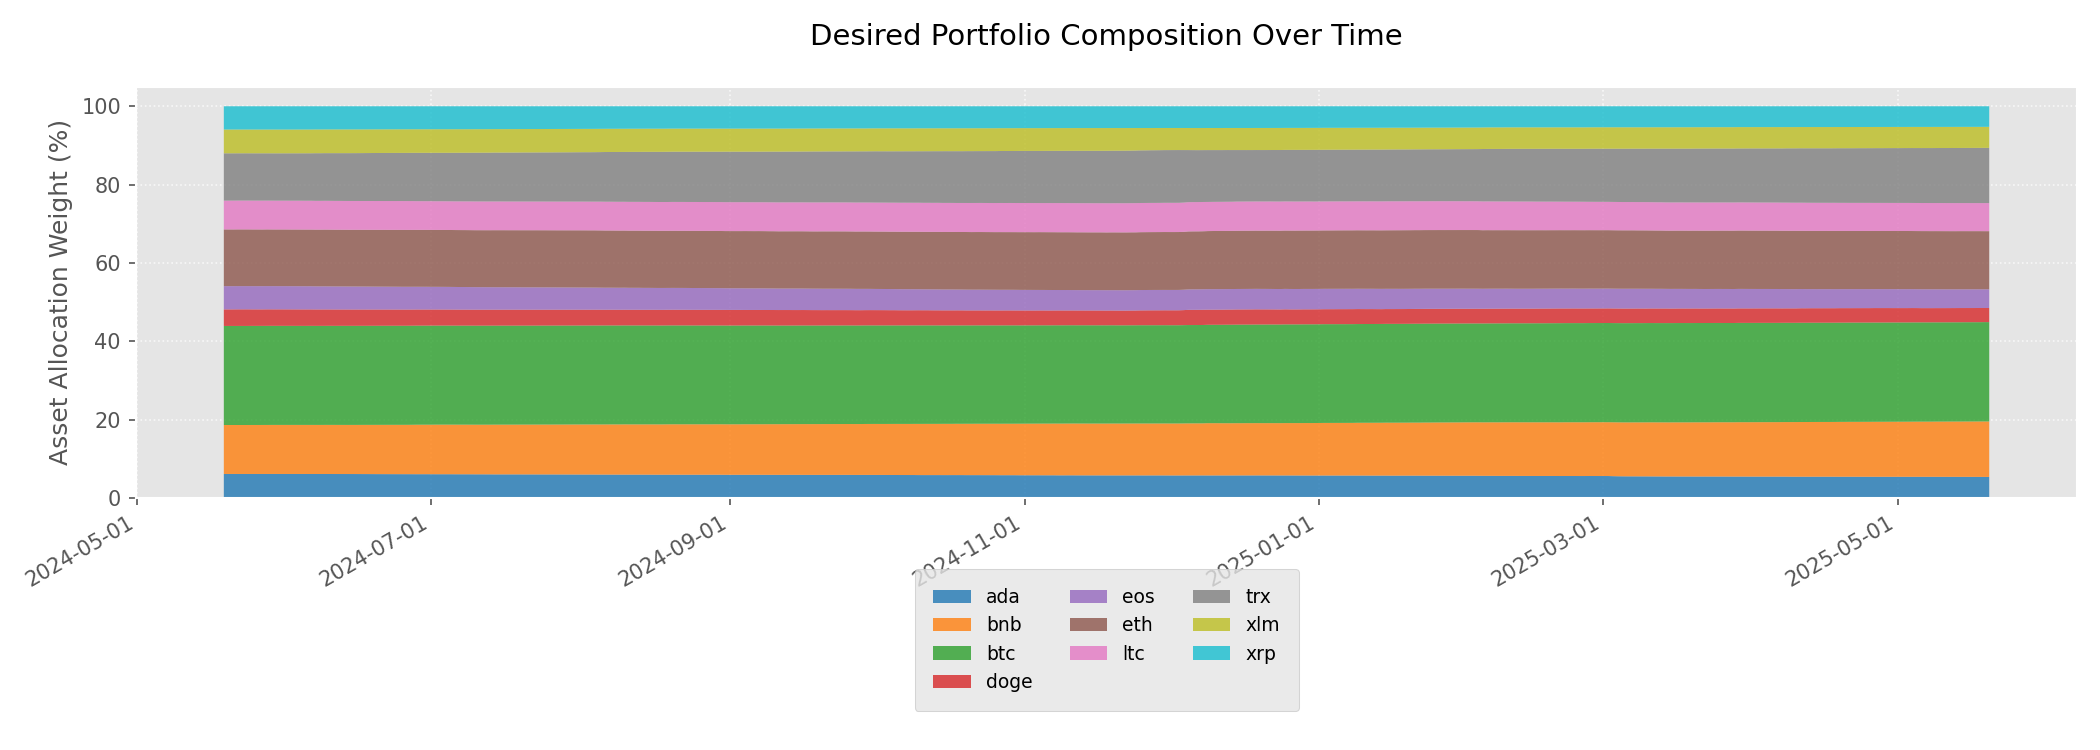 Desired Portfolio Composition Over Time
Asset Allocation Weight (%)
100
80
60
40
20
0
2024-05-01
2024-07-01
2024-09-01
2024-11-01
2025-01-01
2025-03-01
2025-05-01
ada
bnb
btc
doge
eos
eth
ltc
trx
xlm
xrp